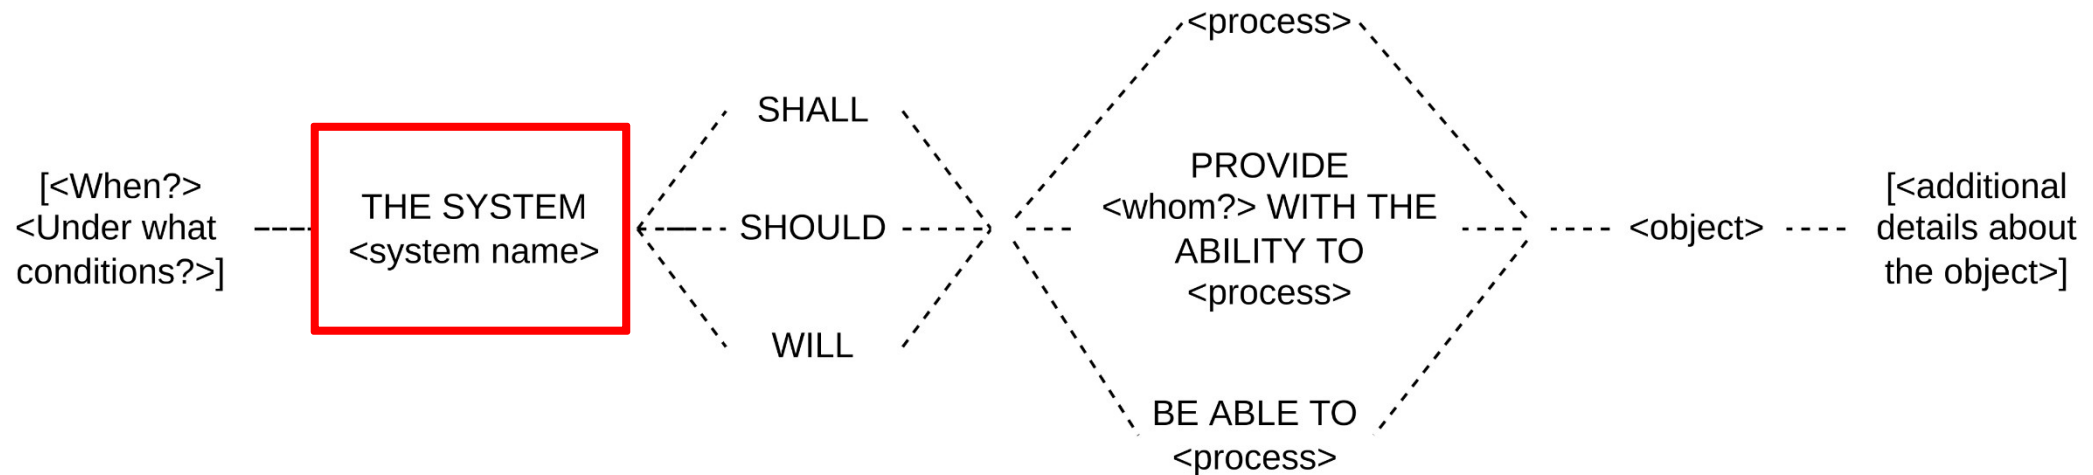 [<When?>
<Under what
conditions?>]
THE SYSTEM
<system name>
SHALL
SHOULD
WILL
<process>
PROVIDE
<whom?> WITH THE
ABILITY TO
<process>
BE ABLE TO
<process>
<object>
[<additional
details about
the object>]